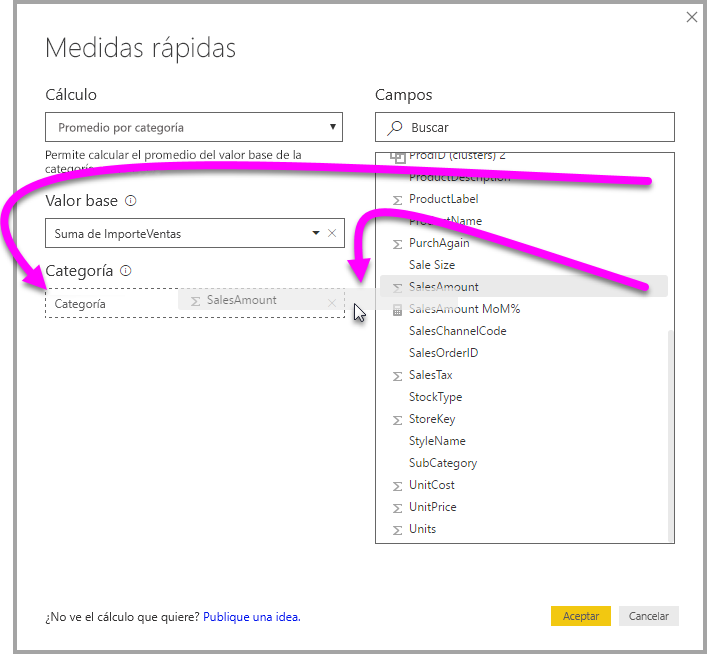 Medidas rápidas
Cálculo
Promedio por categoría
Permite calcular el promedio del valor base de la
categoría
Valor base
Suma de ImporteVentas
Categoría
Categoría
SalesAmount
Campos
Buscar
ProdID (clusters) 2
ProductDescription
ProductLabel
ProductName
PurchAgain
Sale Size
SalesAmount
SalesAmount MoM%
SalesChannelCode
SalesOrderID
SalesTax
StockType
StoreKey
StyleName
SubCategory
UnitCost
UnitPrice
Units
¿No ve el cálculo que quiere? Publique una idea.
Aceptar
Cancelar